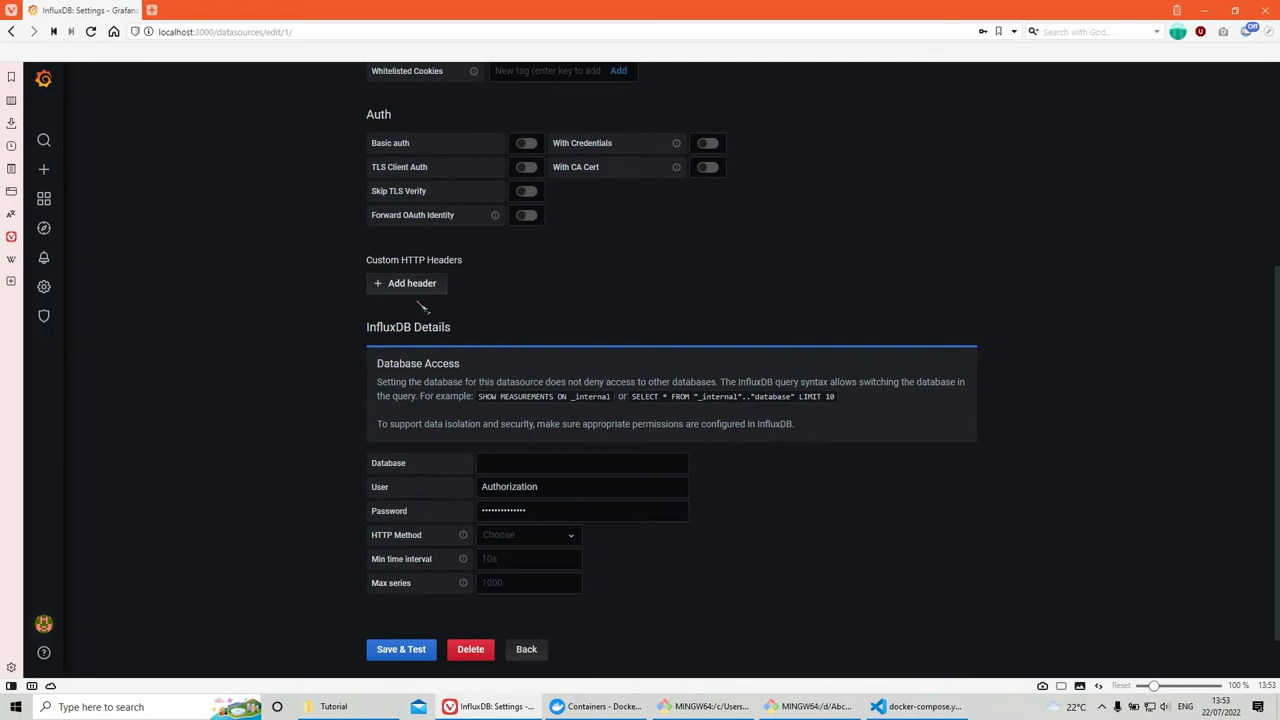 InfluxDB: Settings - Grafana
localhost:3000/datasources/edit/1/
Search with God...
Off
Whitelisted Cookies
New tag (enter key to add
Add
Auth
Basic auth
With Credentials
TLS Client Auth
With CA Cert
Skip TLS Verify
Forward OAuth Identity
Custom HTTP Headers
+ Add header
InfluxDB Details
Database Access
Setting the database for this datasource does not deny access to other databases. The InfluxDB query syntax allows switching the database in
the query. For example: SHOW MEASUREMENTS ON _internal or SELECT * FROM "_internal".."database" LIMIT 10
To support data isolation and security, make sure appropriate permissions are configured in InfluxDB.
Database
User
Authorization
Password
••••••••••••••
HTTP Method
Choose
Min time interval
10s
Max series
1000
Save & Test
Delete
Back
Reset
100 %
13:53
Type here to search
Tutorial
InfluxDB: Settings -...
Containers - Docke...
MINGW64:/c/Users...
MINGW64:/d/Abc...
docker-compose.y...
22°C
13:53
22/07/2022